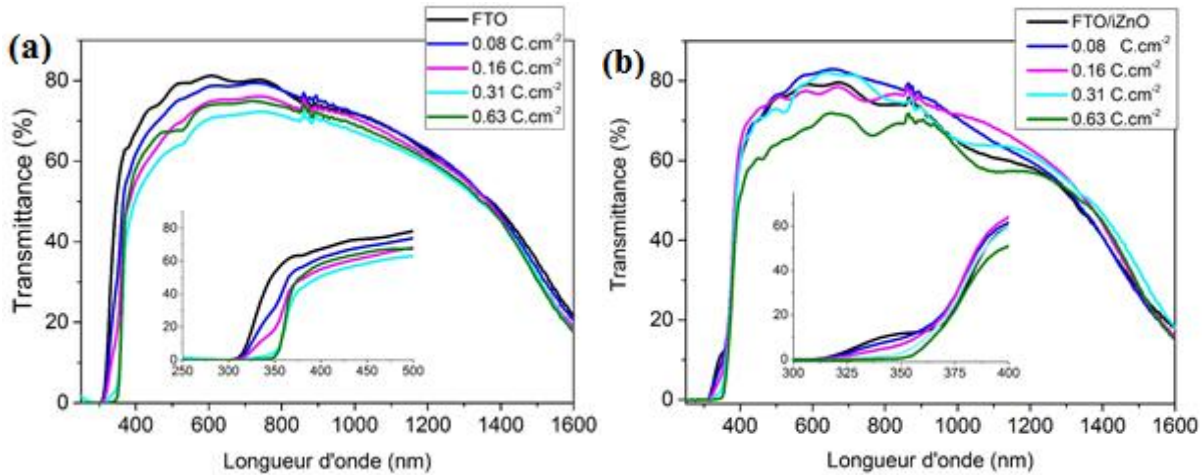 (a)
FTO
0.08 C.cm-2
0.16 C.cm-2
0.31 C.cm-2
0.63 C.cm-2
Transmittance (%)
80
60
40
20
0
80
60
40
20
0
250 300 350 400 450 500
400 600 800 1000 1200 1400 1600
Longueur d'onde (nm)
(b)
FTO/iZnO
0.08 C.cm-2
0.16 C.cm-2
0.31 C.cm-2
0.63 C.cm-2
Transmittance (%)
80
60
40
20
0
60
40
20
0
300 325 350 375 400
400 600 800 1000 1200 1400 1600
Longueur d'onde (nm)